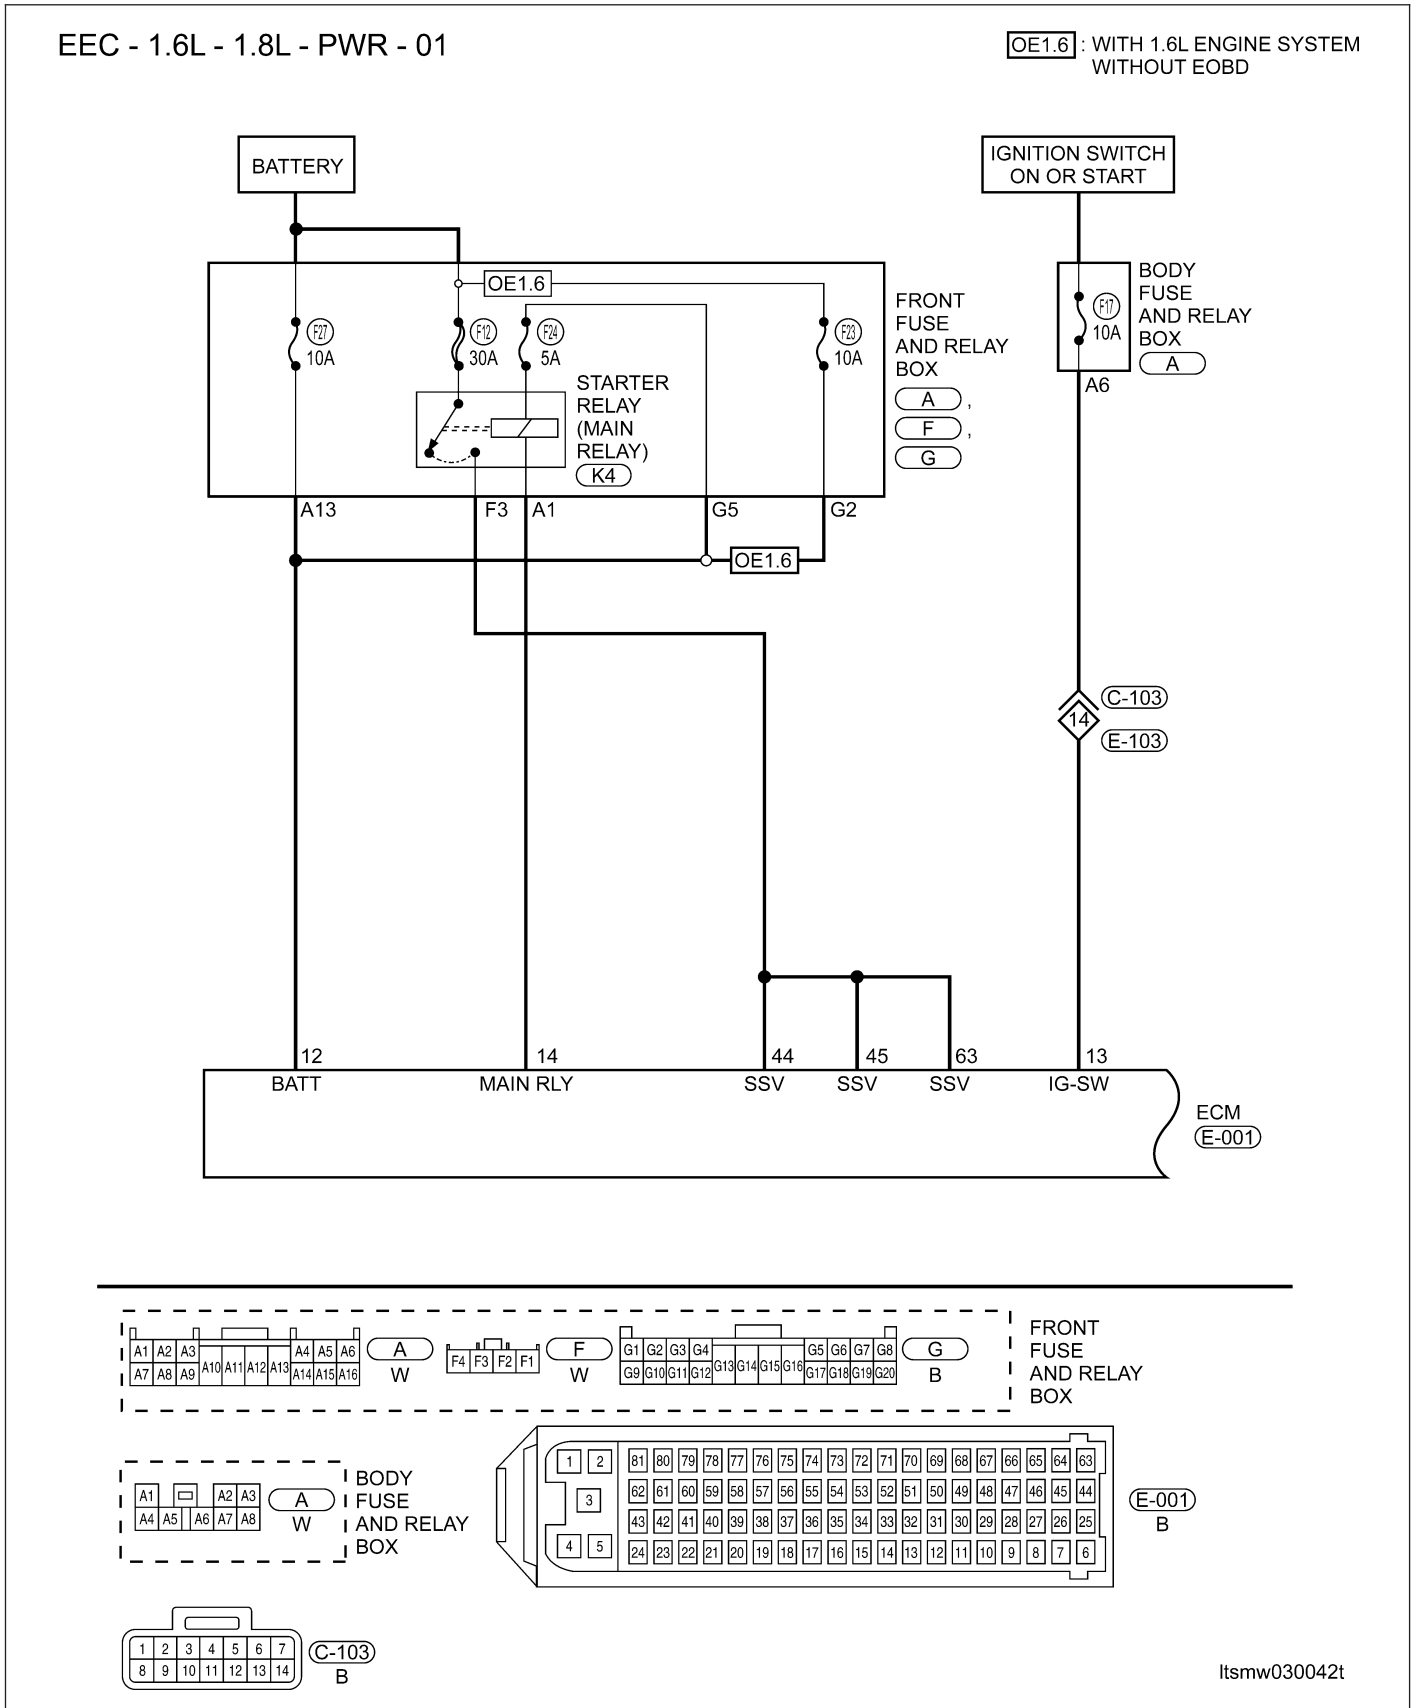 EEC - 1.6L - 1.8L - PWR - 01
OE1.6 : WITH 1.6L ENGINE SYSTEM
WITHOUT EOBD
BATTERY
IGNITION SWITCH
ON OR START
OE1.6
F27
10A
F12
30A
F24
5A
F23
10A
STARTER
RELAY
(MAIN
RELAY)
K4
FRONT
FUSE
AND RELAY
BOX
A ,
F ,
G
F17
10A
BODY
FUSE
AND RELAY
BOX
A
A6
A13
F3
A1
G5
G2
OE1.6
C-103
14
E-103
12
14
44
45
63
13
BATT
MAIN RLY
SSV
SSV
SSV
IG-SW
ECM
E-001
A1 A2 A3 A4 A5 A6
A10 A11 A12 A13
A7 A8 A9 A14 A15 A16
A
W
F4 F3 F2 F1
F
W
G1 G2 G3 G4 G5 G6 G7 G8
G13 G14 G15 G16
G9 G10 G11 G12 G17 G18 G19 G20
G
B
FRONT
FUSE
AND RELAY
BOX
A1 A2 A3
A4 A5 A6 A7 A8
A
W
BODY
FUSE
AND RELAY
BOX
1 2
3
4 5
81 80 79 78 77 76 75 74 73 72 71 70 69 68 67 66 65 64 63
62 61 60 59 58 57 56 55 54 53 52 51 50 49 48 47 46 45 44
43 42 41 40 39 38 37 36 35 34 33 32 31 30 29 28 27 26 25
24 23 22 21 20 19 18 17 16 15 14 13 12 11 10 9 8 7 6
E-001
B
1 2 3 4 5 6 7
8 9 10 11 12 13 14
C-103
B
ltsmw030042t